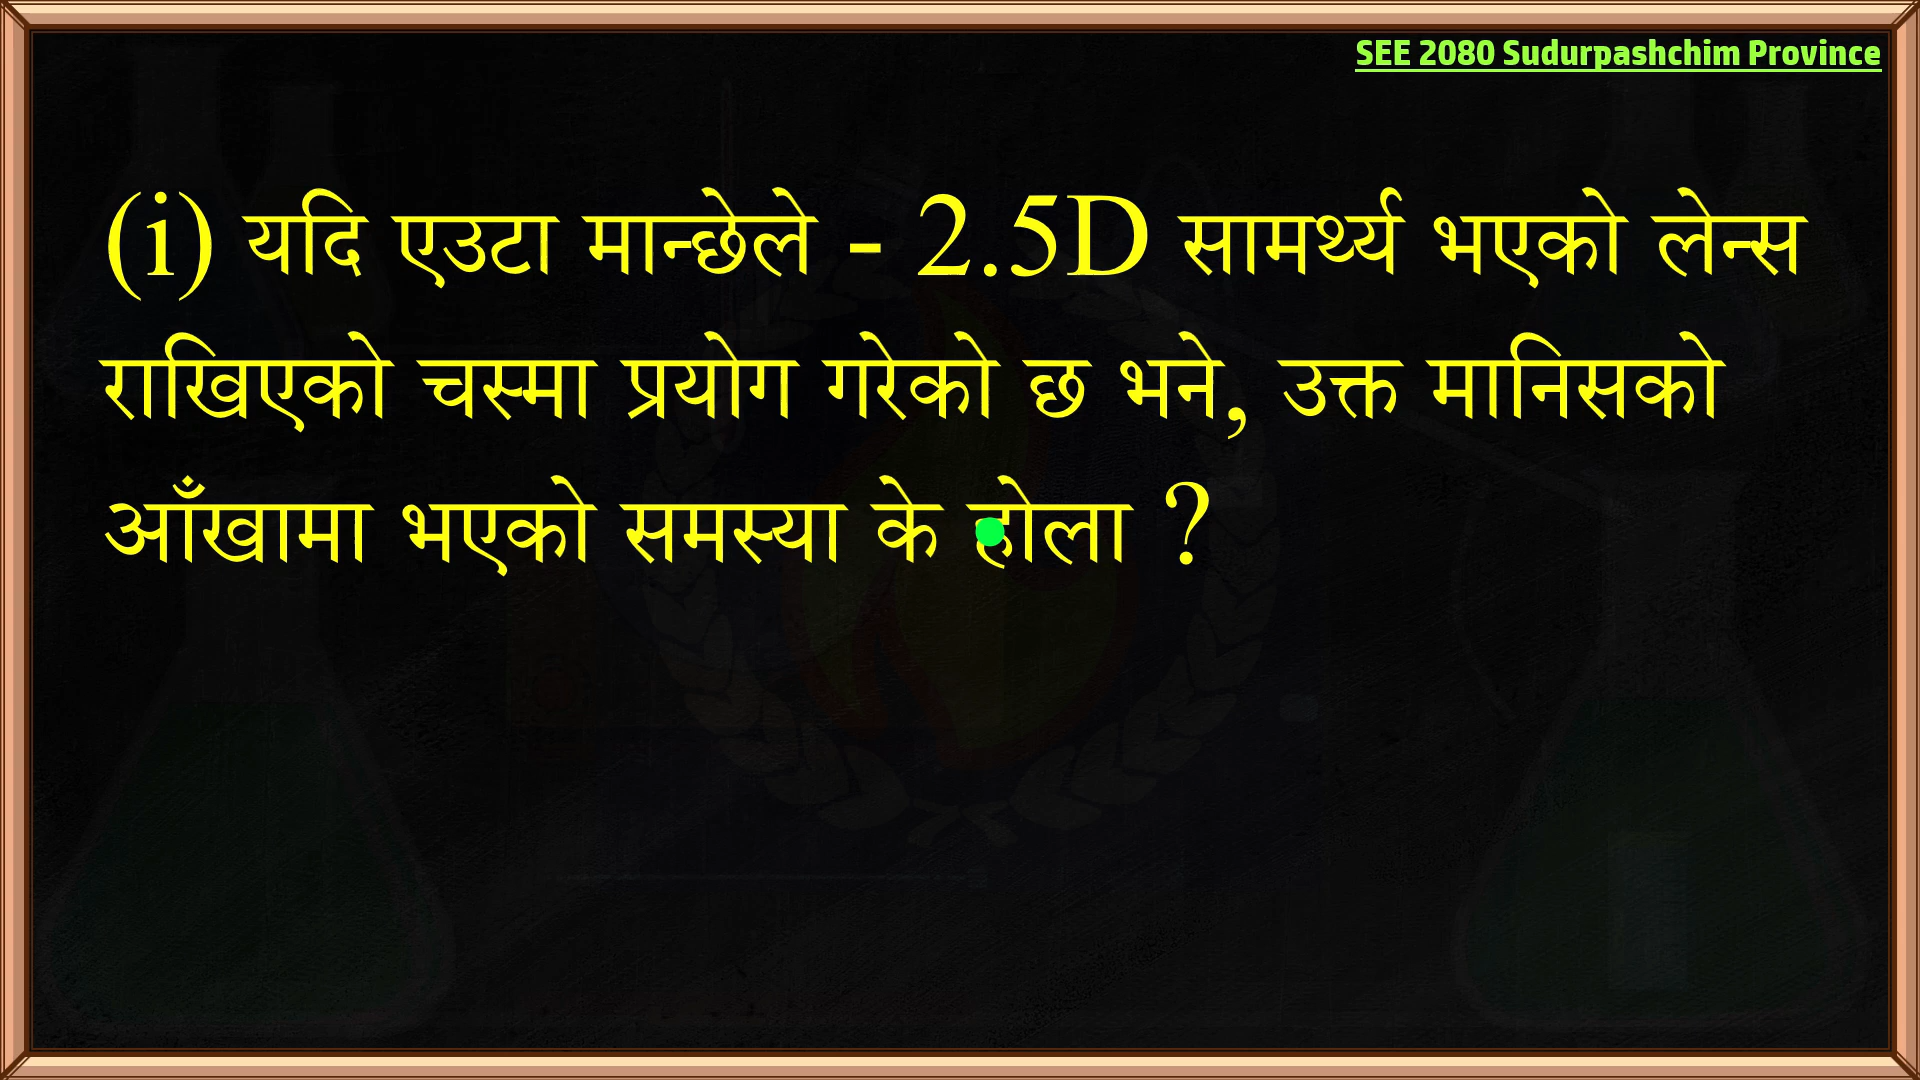 SEE 2080 Sudurpashchim Province
(i) यदि एउटा मान्छेले - 2.5D सामर्थ्य भएको लेन्स
राखिएको चस्मा प्रयोग गरेको छ भने, उक्त मानिसको
आँखामा भएको समस्या के होला ?